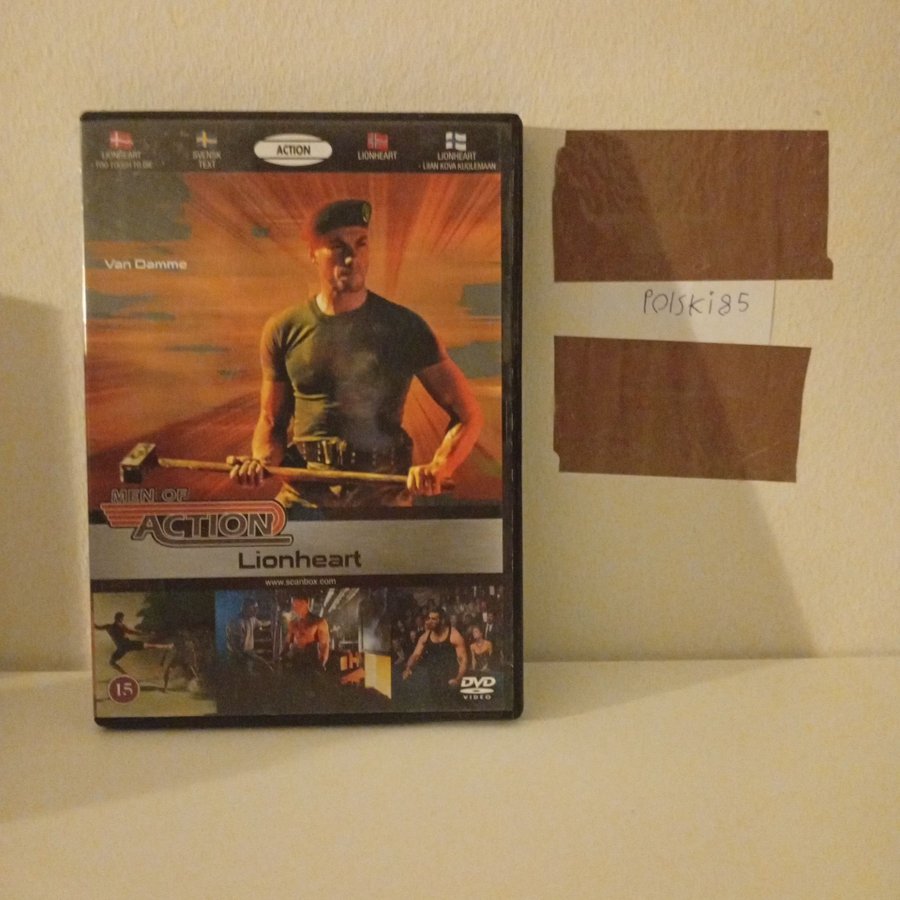 LIONHEART
- TOO TOUGH TO DIE
SVENSK
TEXT
ACTION
LIONHEART
LIONHEART
- LIIAN KOVA KUOLEMAAN
Van Damme
POlSKi85
MEN OF
ACTION
Lionheart
www.scanbox.com
15
DVD
VIDEO